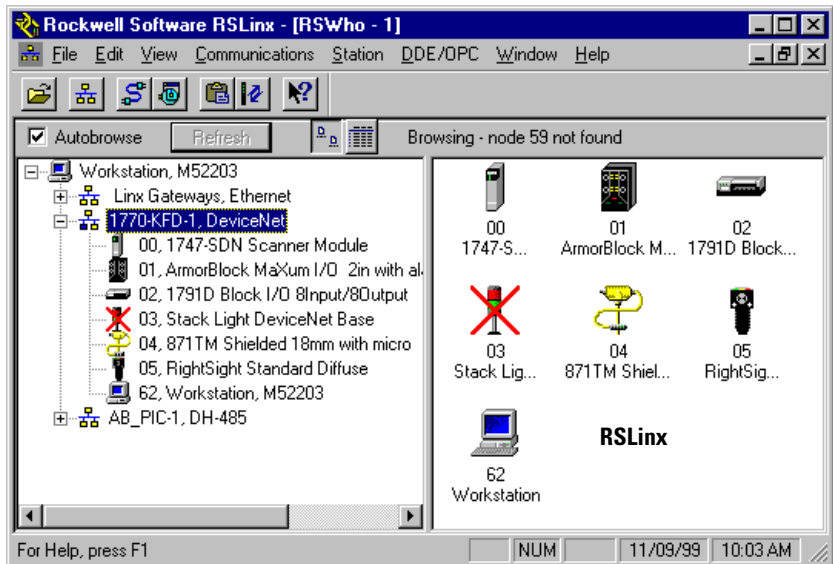 Rockwell Software RSLinx - [RSWho - 1]
File Edit View Communications Station DDE/OPC Window Help
Autobrowse Refresh Browsing - node 59 not found
Workstation, M52203
Linx Gateways, Ethernet
1770-KFD-1, DeviceNet
00, 1747-SDN Scanner Module
01, ArmorBlock MaXum I/O 2in with al
02, 1791D Block I/O 8Input/8Output
03, Stack Light DeviceNet Base
04, 871TM Shielded 18mm with micro
05, RightSight Standard Diffuse
62, Workstation, M52203
AB_PIC-1, DH-485
00 01 02
1747-S... ArmorBlock M... 1791D Block...
03 04 05
Stack Lig... 871TM Shiel... RightSig...
RSLinx
62
Workstation
For Help, press F1 NUM 11/09/99 10:03 AM